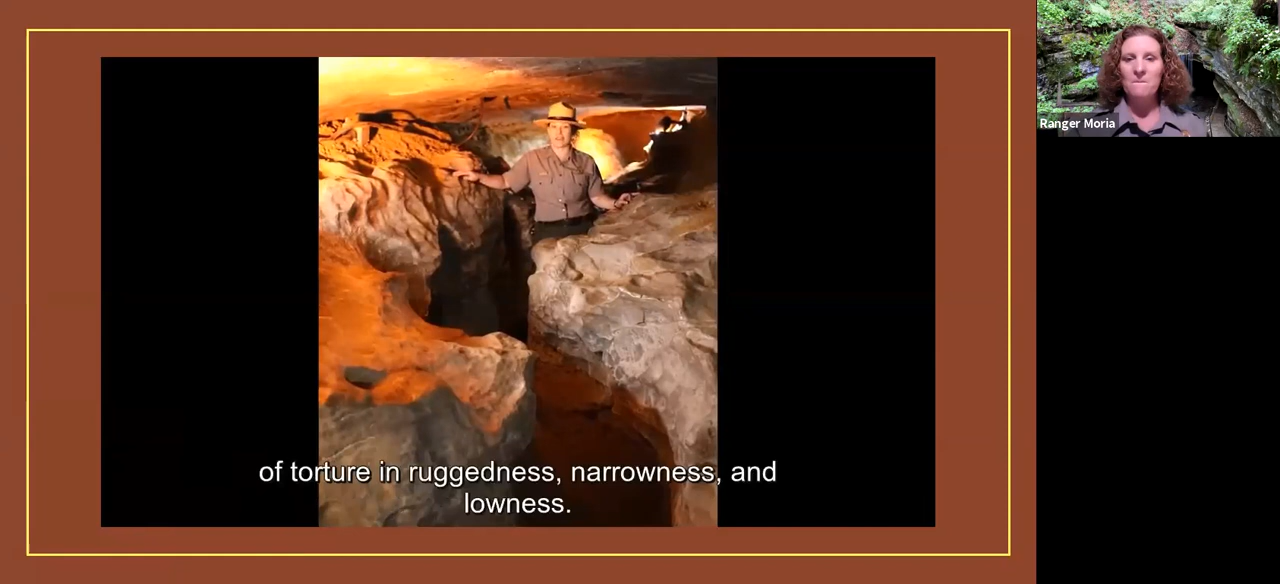 Ranger Moria
of torture in ruggedness, narrowness, and
lowness.